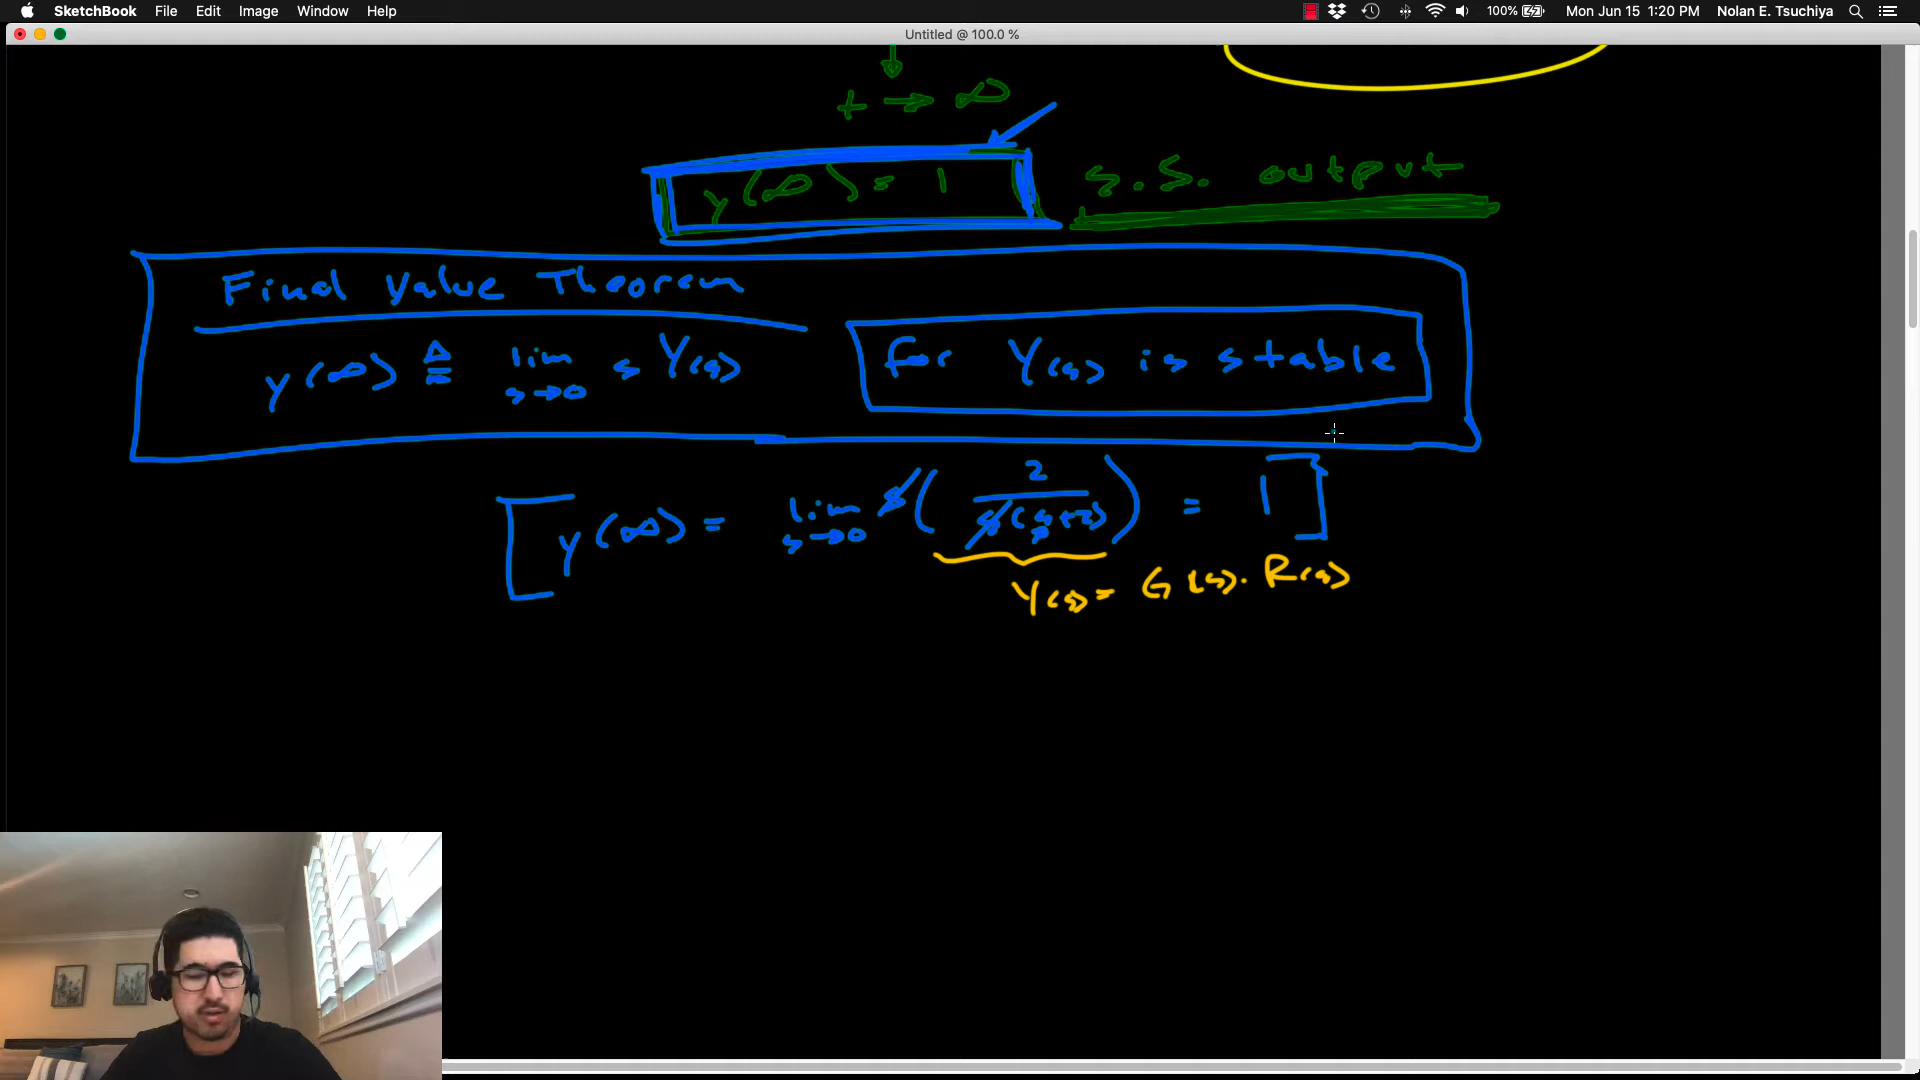 SketchBook File Edit Image Window Help 100% Mon Jun 15 1:20 PM Nolan E. Tsuchiya
Untitled @ 100.0 %
t → ∞
y(∞) = 1 s.s. output
Final Value Theorem
y(∞) ≜ lim s→0 s Y(s) for Y(s) is stable
[y(∞) = lim s→0 s( 2 / s(s+2) ) = 1]
Y(s) = G(s) · R(s)